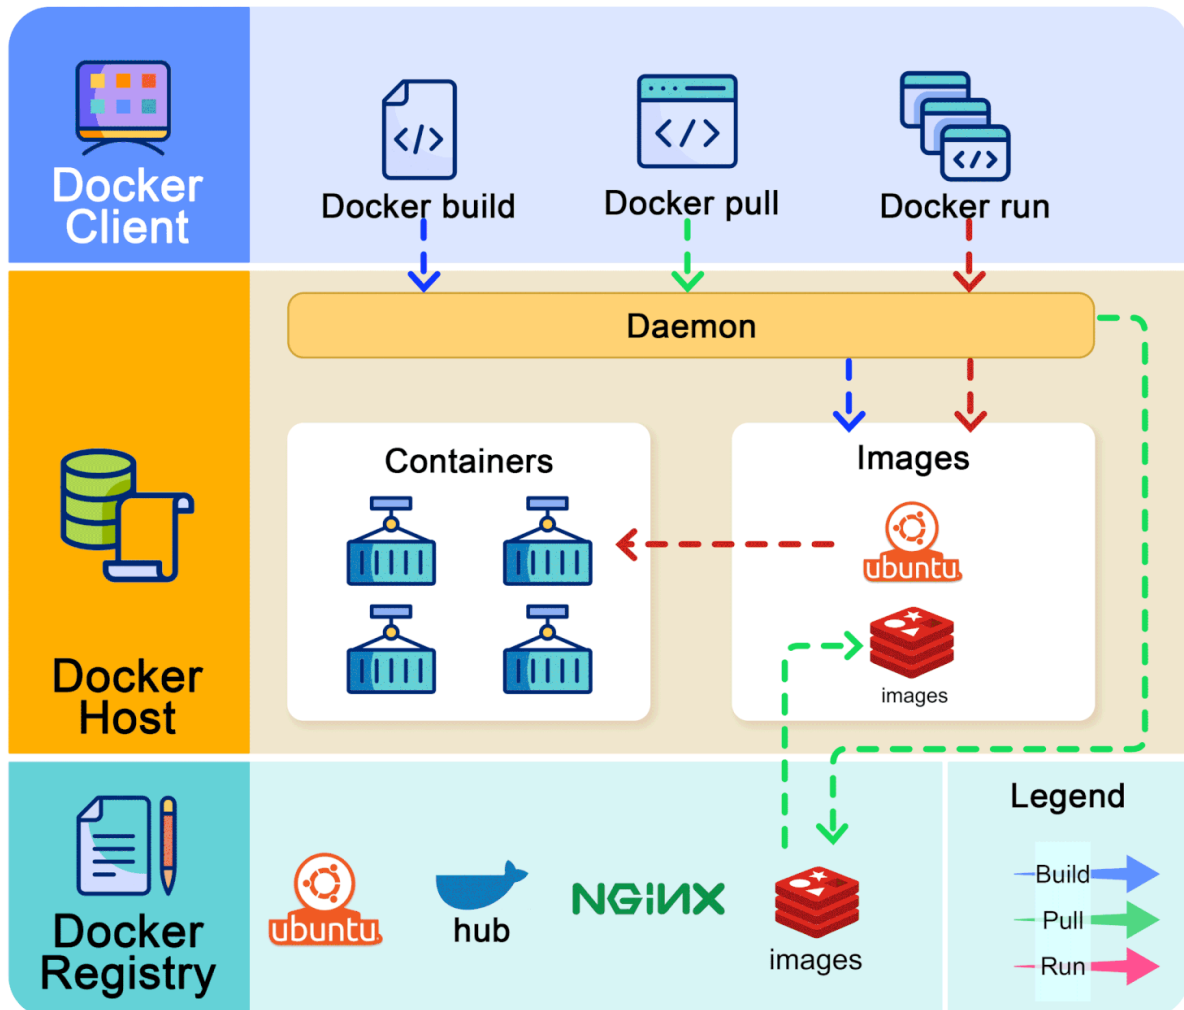 Docker
Client
Docker build
Docker pull
Docker run
Daemon
Docker
Host
Containers
Images
ubuntu
images
Docker
Registry
ubuntu
hub
NGiNX
images
Legend
Build
Pull
Run